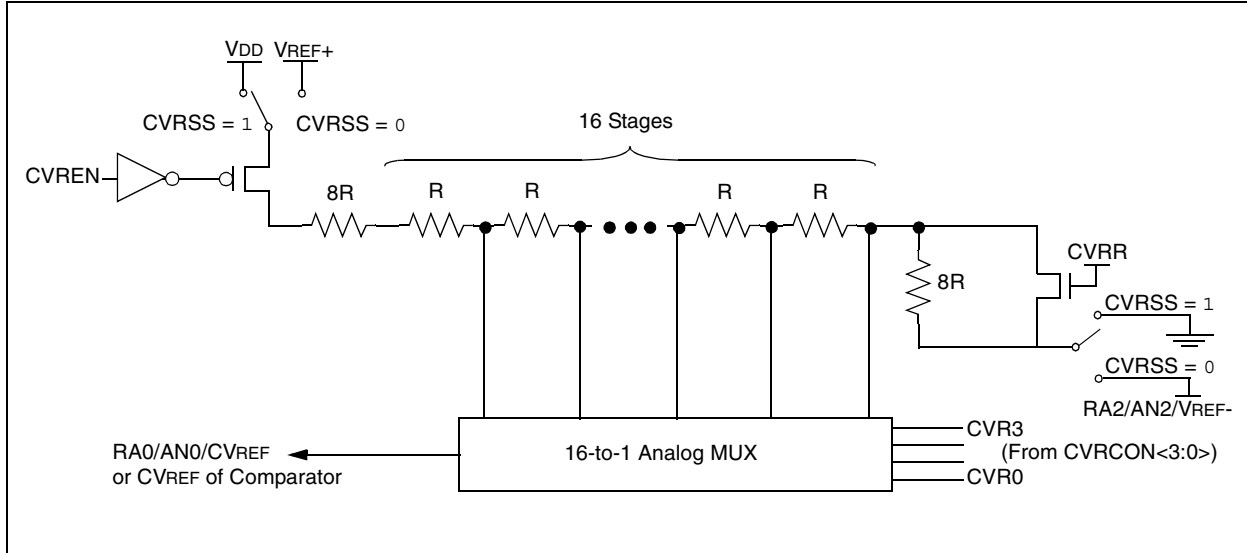 VDD VREF+
CVRSS = 1 CVRSS = 0
16 Stages
CVREN
8R R R R R
CVRR
8R
CVRSS = 1
CVRSS = 0
RA2/AN2/VREF-
RA0/AN0/CVREF
or CVREF of Comparator
16-to-1 Analog MUX
CVR3
(From CVRCON<3:0>)
CVR0